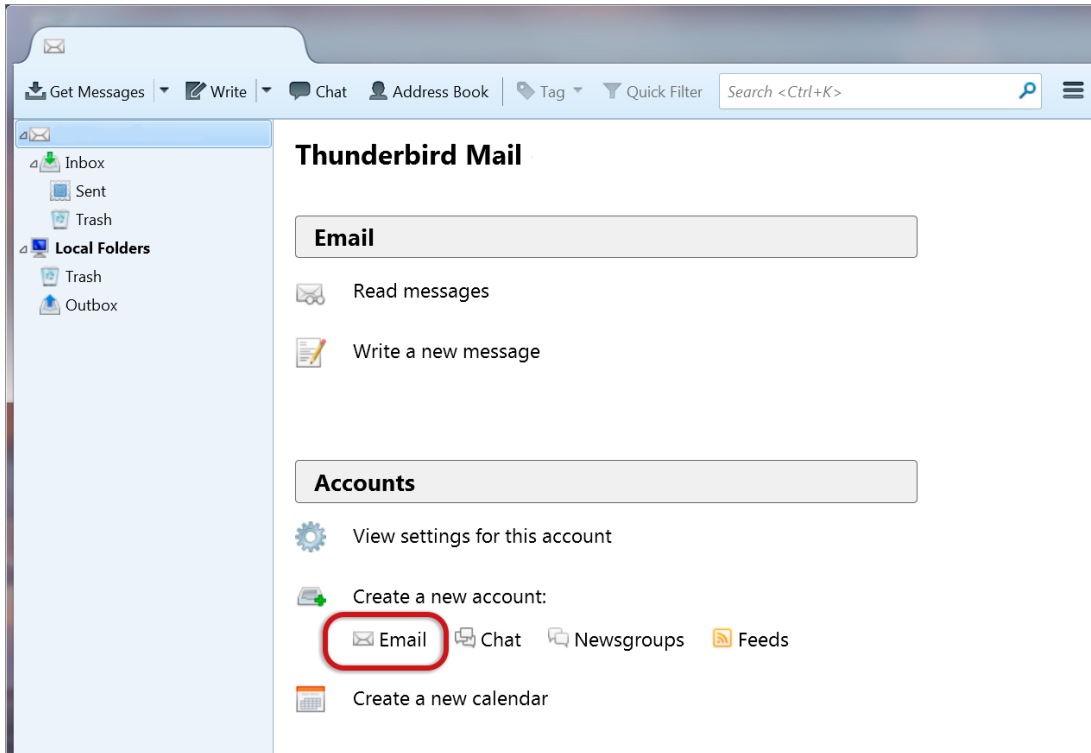 Get Messages Write Chat Address Book Tag Quick Filter Search <Ctrl+K>
Inbox
Sent
Trash
Local Folders
Trash
Outbox
Thunderbird Mail
Email
Read messages
Write a new message
Accounts
View settings for this account
Create a new account:
Email Chat Newsgroups Feeds
Create a new calendar